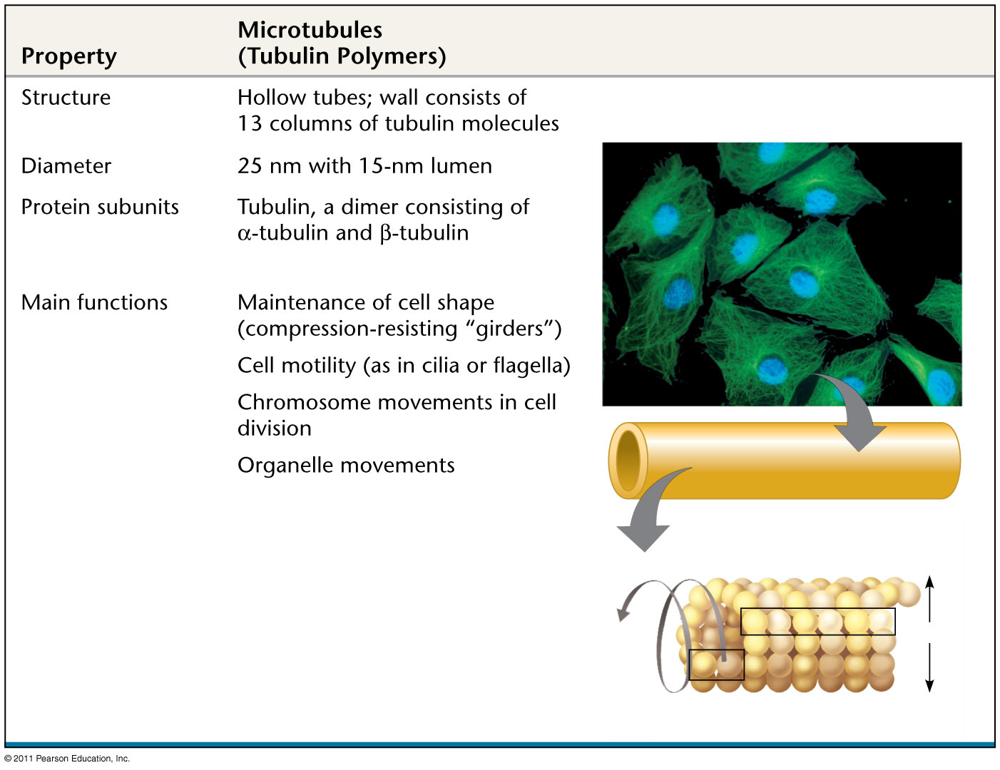 Property
Microtubules
(Tubulin Polymers)
Structure
Hollow tubes; wall consists of
13 columns of tubulin molecules
Diameter
25 nm with 15-nm lumen
Protein subunits
Tubulin, a dimer consisting of
α-tubulin and β-tubulin
Main functions
Maintenance of cell shape
(compression-resisting “girders”)
Cell motility (as in cilia or flagella)
Chromosome movements in cell
division
Organelle movements
© 2011 Pearson Education, Inc.